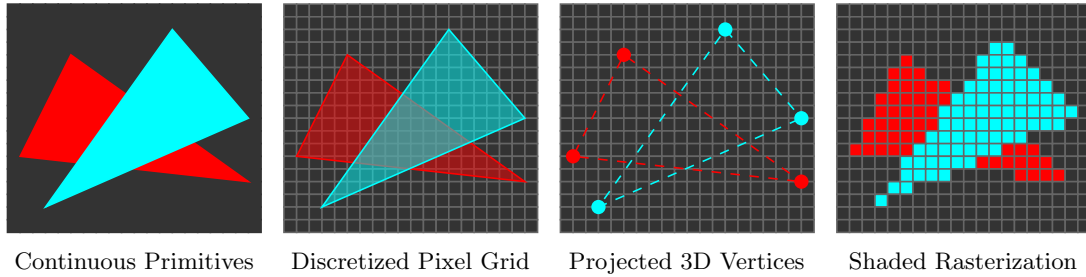 Continuous Primitives
Discretized Pixel Grid
Projected 3D Vertices
Shaded Rasterization